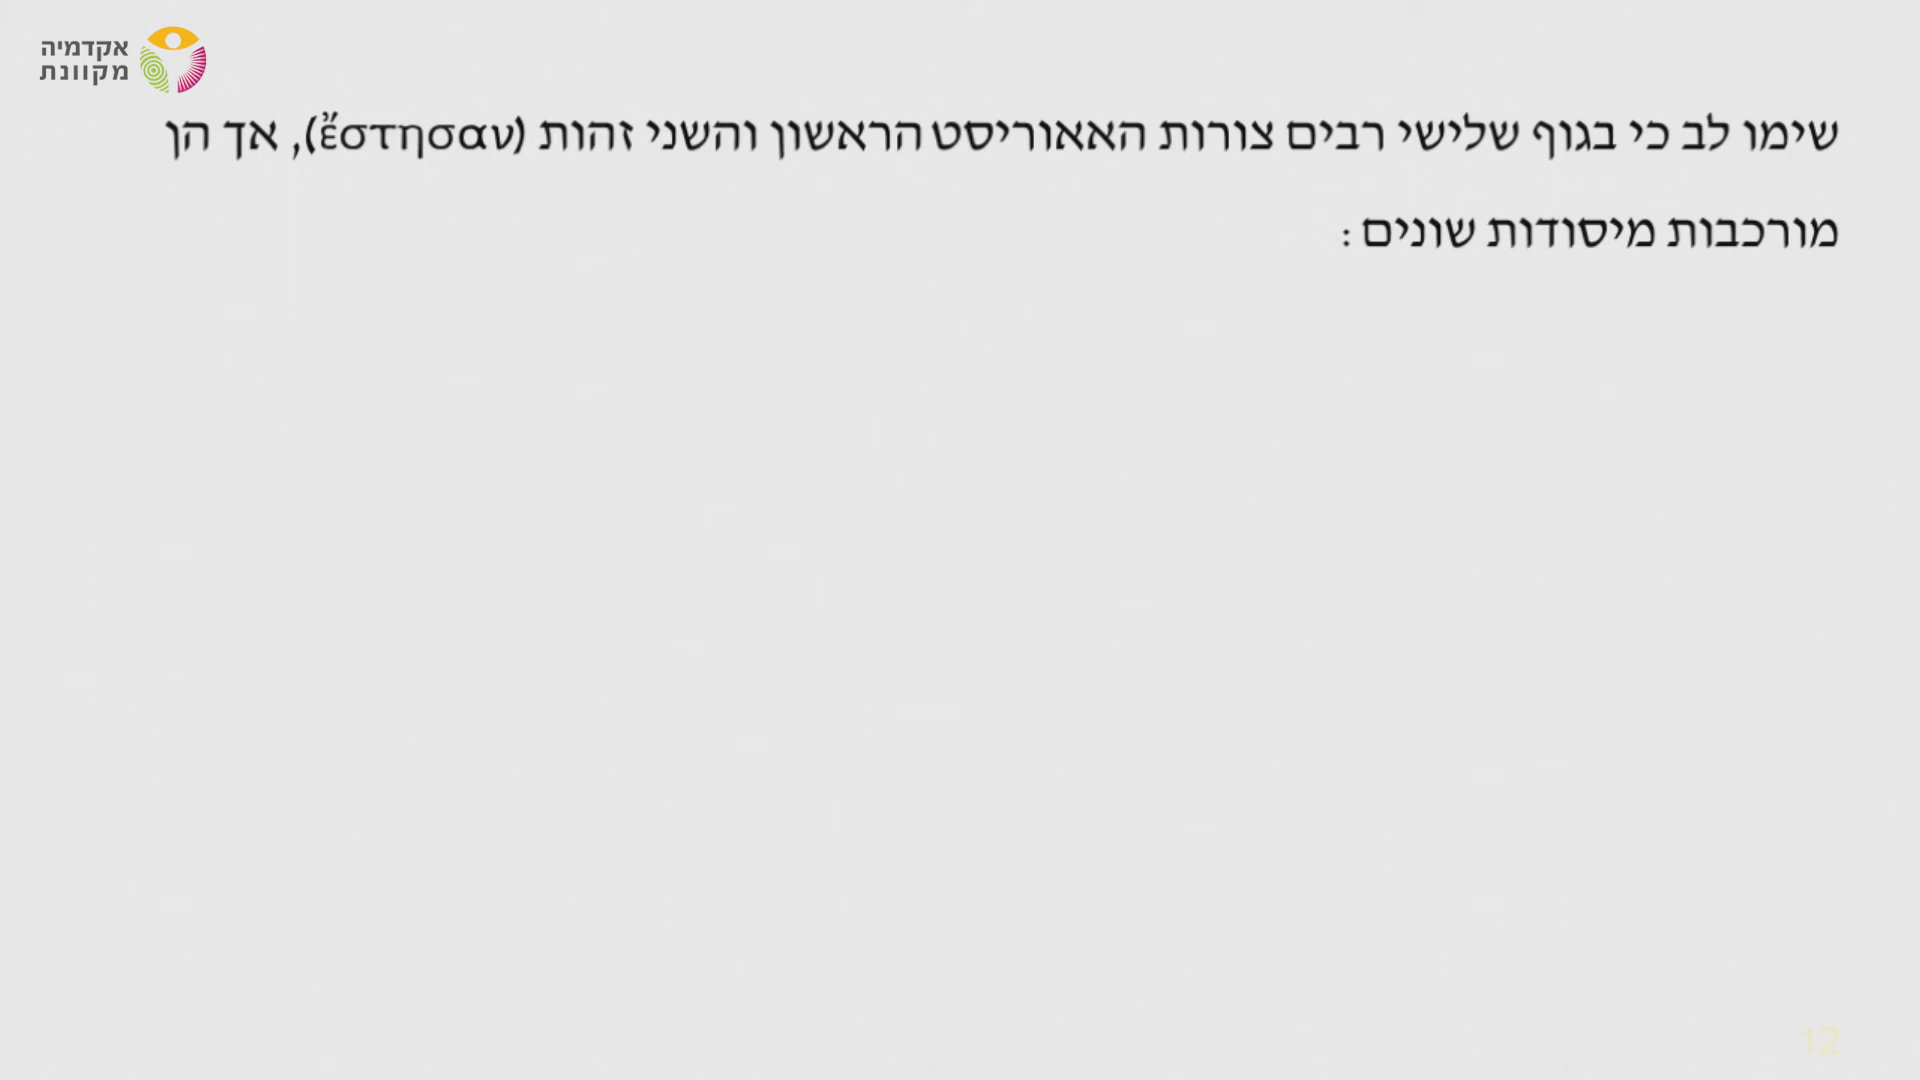 אקדמיה
מקוונת
שימו לב כי בגוף שלישי רבים צורות האאוריסט הראשון והשני זהות (ἔστησαν), אך הן
מורכבות מיסודות שונים:
12